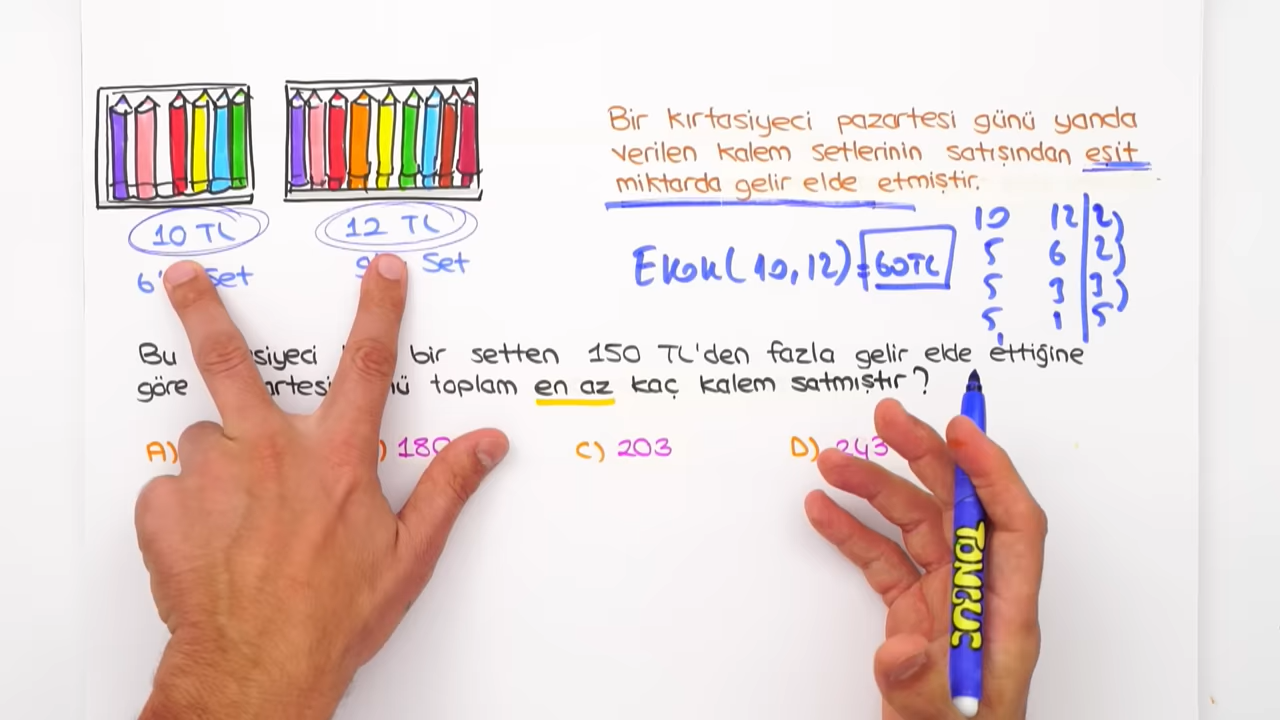 10 TL
12 TL
Set
Set
Bir kırtasiyeci pazartesi günü yanda
verilen kalem setlerinin satışından eşit
miktarda gelir elde etmiştir.
Ekok(10,12)=60TL
10 12 2
5 6 2
5 3 3
5 1 5
Bu bir setten 150 TL'den fazla gelir elde ettiğine
göre toplam en az kaç kalem satmıştır?
A)
180
C) 203
D) 243
TONGUÇ